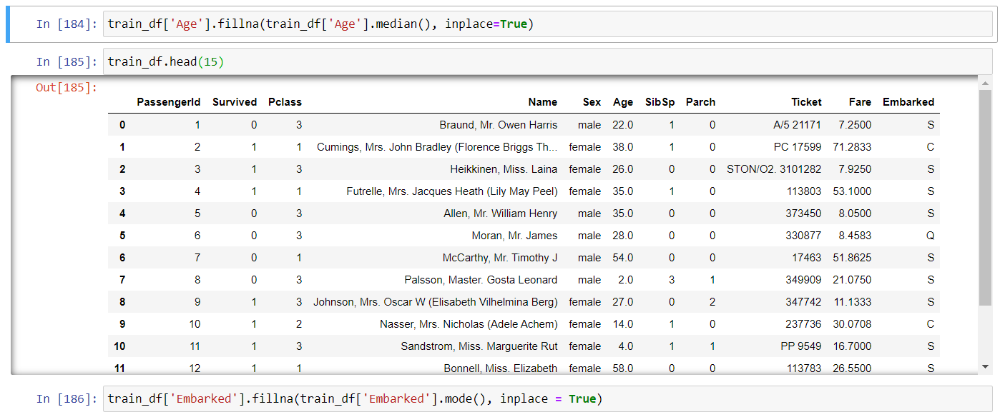 In [184]: train_df['Age'].fillna(train_df['Age'].median(), inplace=True)
In [185]: train_df.head(15)
Out[185]:
PassengerId Survived Pclass Name Sex Age SibSp Parch Ticket Fare Embarked
0 1 0 3 Braund, Mr. Owen Harris male 22.0 1 0 A/5 21171 7.2500 S
1 2 1 1 Cumings, Mrs. John Bradley (Florence Briggs Th... female 38.0 1 0 PC 17599 71.2833 C
2 3 1 3 Heikkinen, Miss. Laina female 26.0 0 0 STON/O2. 3101282 7.9250 S
3 4 1 1 Futrelle, Mrs. Jacques Heath (Lily May Peel) female 35.0 1 0 113803 53.1000 S
4 5 0 3 Allen, Mr. William Henry male 35.0 0 0 373450 8.0500 S
5 6 0 3 Moran, Mr. James male 28.0 0 0 330877 8.4583 Q
6 7 0 1 McCarthy, Mr. Timothy J male 54.0 0 0 17463 51.8625 S
7 8 0 3 Palsson, Master. Gosta Leonard male 2.0 3 1 349909 21.0750 S
8 9 1 3 Johnson, Mrs. Oscar W (Elisabeth Vilhelmina Berg) female 27.0 0 2 347742 11.1333 S
9 10 1 2 Nasser, Mrs. Nicholas (Adele Achem) female 14.0 1 0 237736 30.0708 C
10 11 1 3 Sandstrom, Miss. Marguerite Rut female 4.0 1 1 PP 9549 16.7000 S
11 12 1 1 Bonnell, Miss. Elizabeth female 58.0 0 0 113783 26.5500 S
In [186]: train_df['Embarked'].fillna(train_df['Embarked'].mode(), inplace = True)